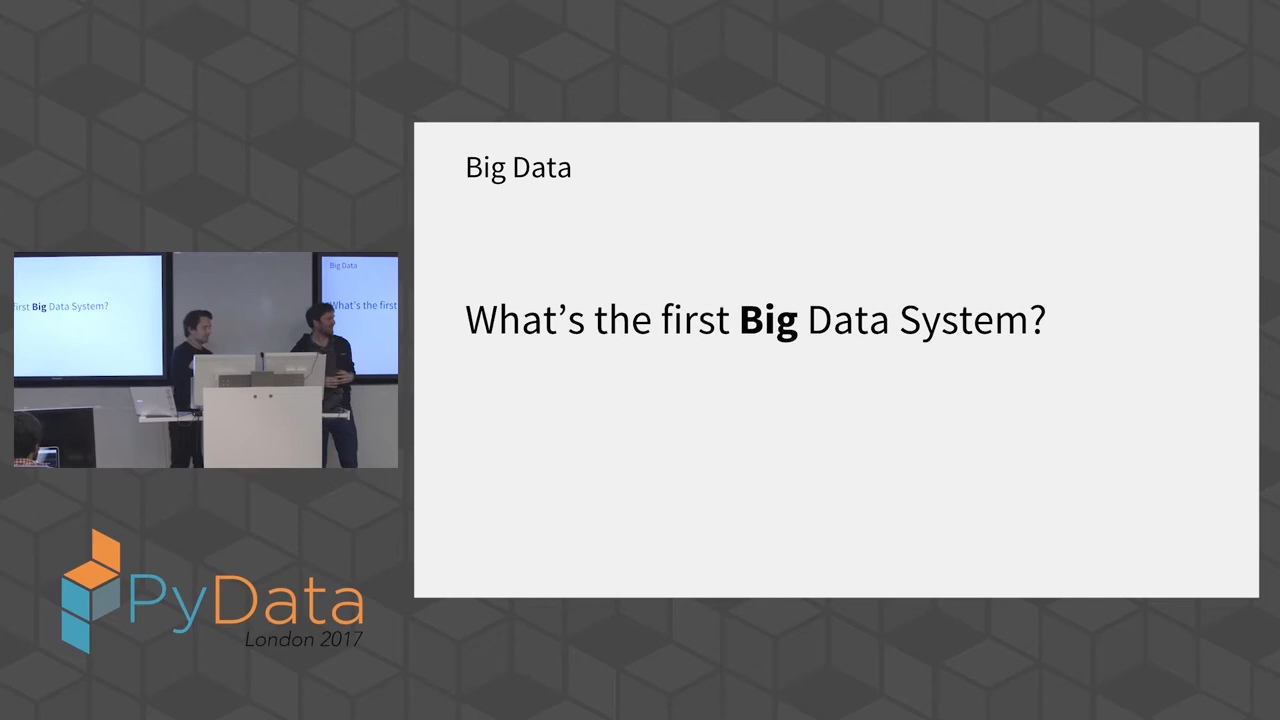 Big Data
What's the first Big Data System?
first Big Data System?
Big Data
What's the first
PyData
London 2017